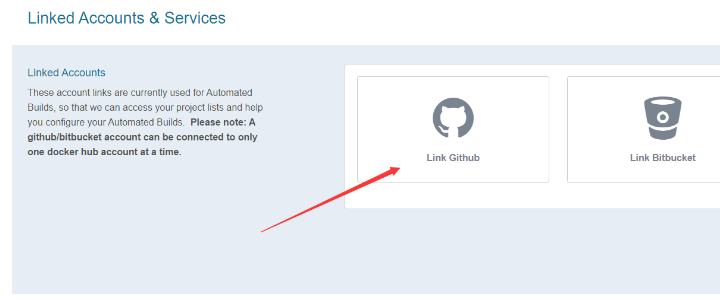 Linked Accounts & Services
Linked Accounts
These account links are currently used for Automated
Builds, so that we can access your project lists and help
you configure your Automated Builds. Please note: A
github/bitbucket account can be connected to only
one docker hub account at a time.
Link Github
Link Bitbucket